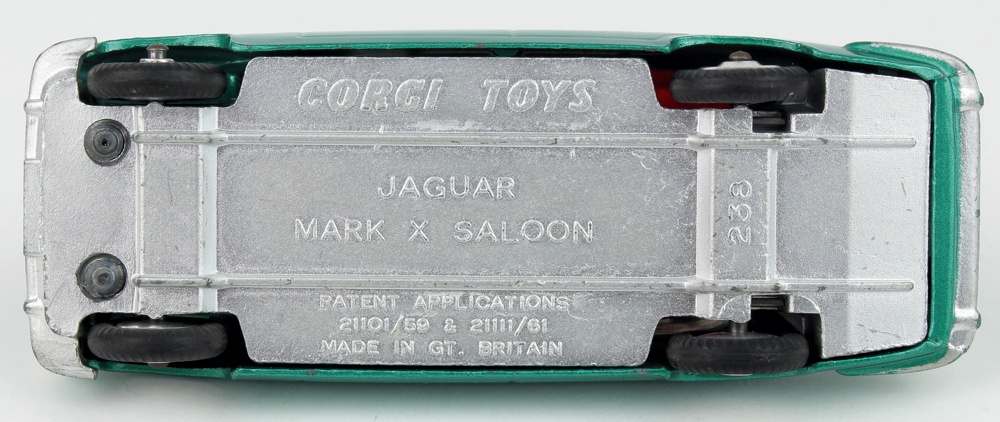 CORGI TOYS
JAGUAR
MARK X SALOON
238
PATENT APPLICATIONS
21101/59 & 21111/61
MADE IN GT. BRITAIN